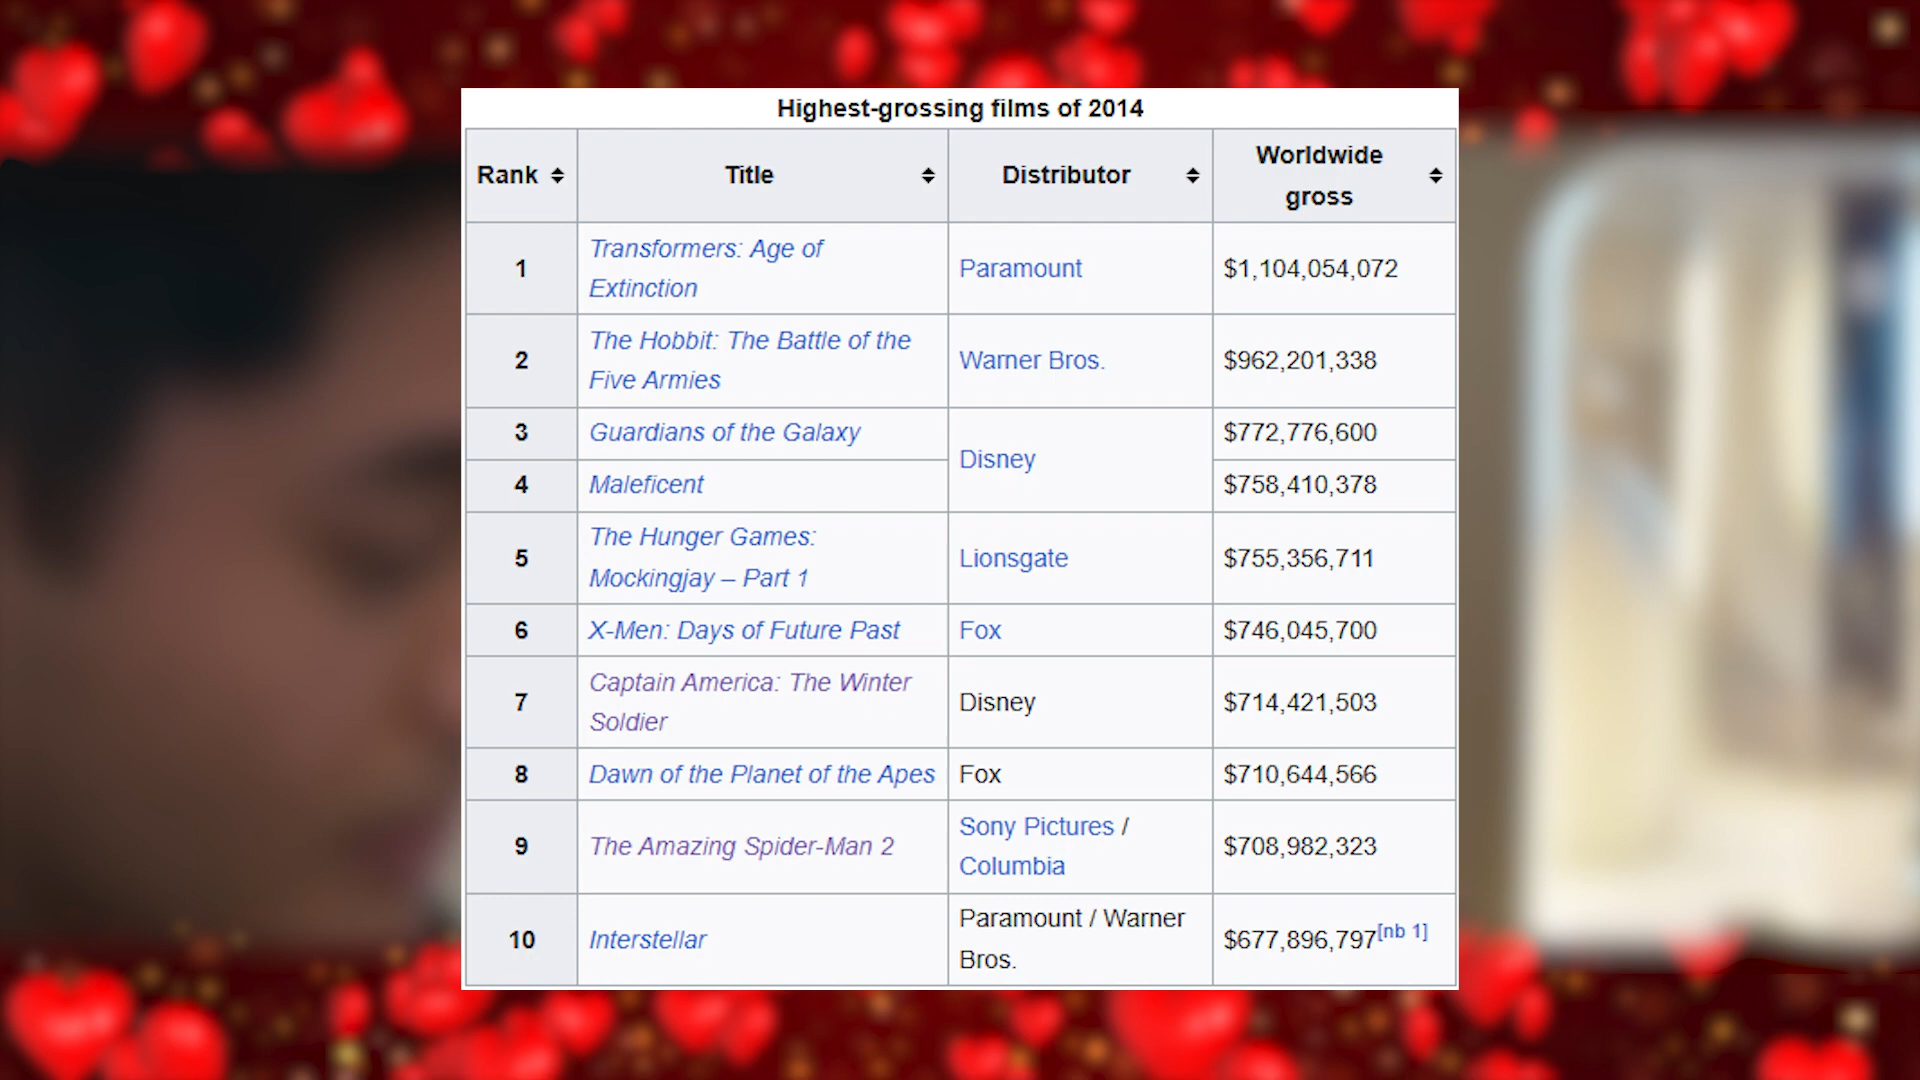 Highest-grossing films of 2014
Rank Title Distributor Worldwide
gross
1 Transformers: Age of
Extinction Paramount $1,104,054,072
2 The Hobbit: The Battle of the
Five Armies Warner Bros. $962,201,338
3 Guardians of the Galaxy Disney $772,776,600
4 Maleficent $758,410,378
5 The Hunger Games:
Mockingjay – Part 1 Lionsgate $755,356,711
6 X-Men: Days of Future Past Fox $746,045,700
7 Captain America: The Winter
Soldier Disney $714,421,503
8 Dawn of the Planet of the Apes Fox $710,644,566
9 The Amazing Spider-Man 2 Sony Pictures /
Columbia $708,982,323
10 Interstellar Paramount / Warner
Bros. $677,896,797[nb 1]